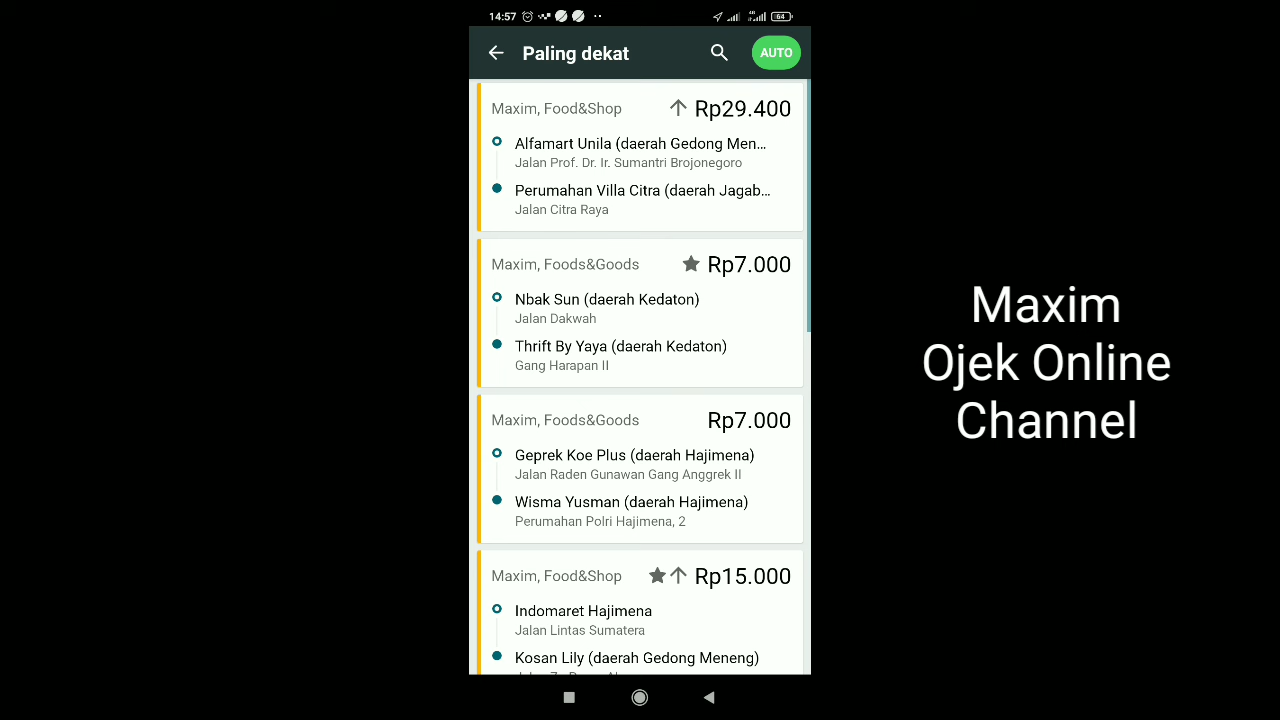 14:57
64
Paling dekat
AUTO
Maxim, Food&Shop
Rp29.400
Alfamart Unila (daerah Gedong Men…
Jalan Prof. Dr. Ir. Sumantri Brojonegoro
Perumahan Villa Citra (daerah Jagab…
Jalan Citra Raya
Maxim, Foods&Goods
Rp7.000
Nbak Sun (daerah Kedaton)
Jalan Dakwah
Thrift By Yaya (daerah Kedaton)
Gang Harapan II
Maxim, Foods&Goods
Rp7.000
Geprek Koe Plus (daerah Hajimena)
Jalan Raden Gunawan Gang Anggrek II
Wisma Yusman (daerah Hajimena)
Perumahan Polri Hajimena, 2
Maxim, Food&Shop
Rp15.000
Indomaret Hajimena
Jalan Lintas Sumatera
Kosan Lily (daerah Gedong Meneng)
Maxim
Ojek Online
Channel